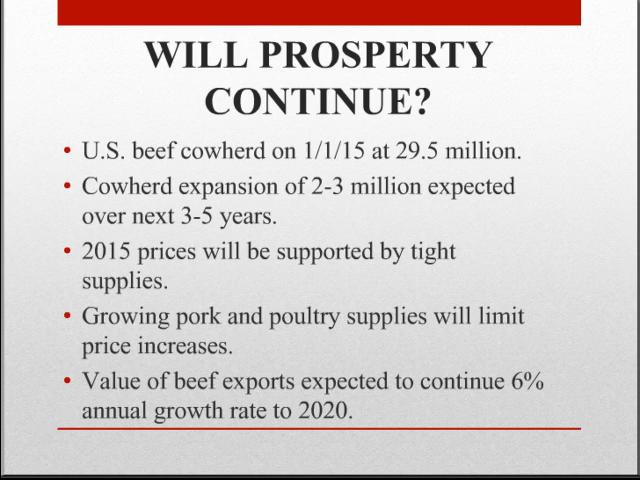 WILL PROSPERTY
CONTINUE?
• U.S. beef cowherd on 1/1/15 at 29.5 million.
• Cowherd expansion of 2-3 million expected
over next 3-5 years.
• 2015 prices will be supported by tight
supplies.
• Growing pork and poultry supplies will limit
price increases.
• Value of beef exports expected to continue 6%
annual growth rate to 2020.